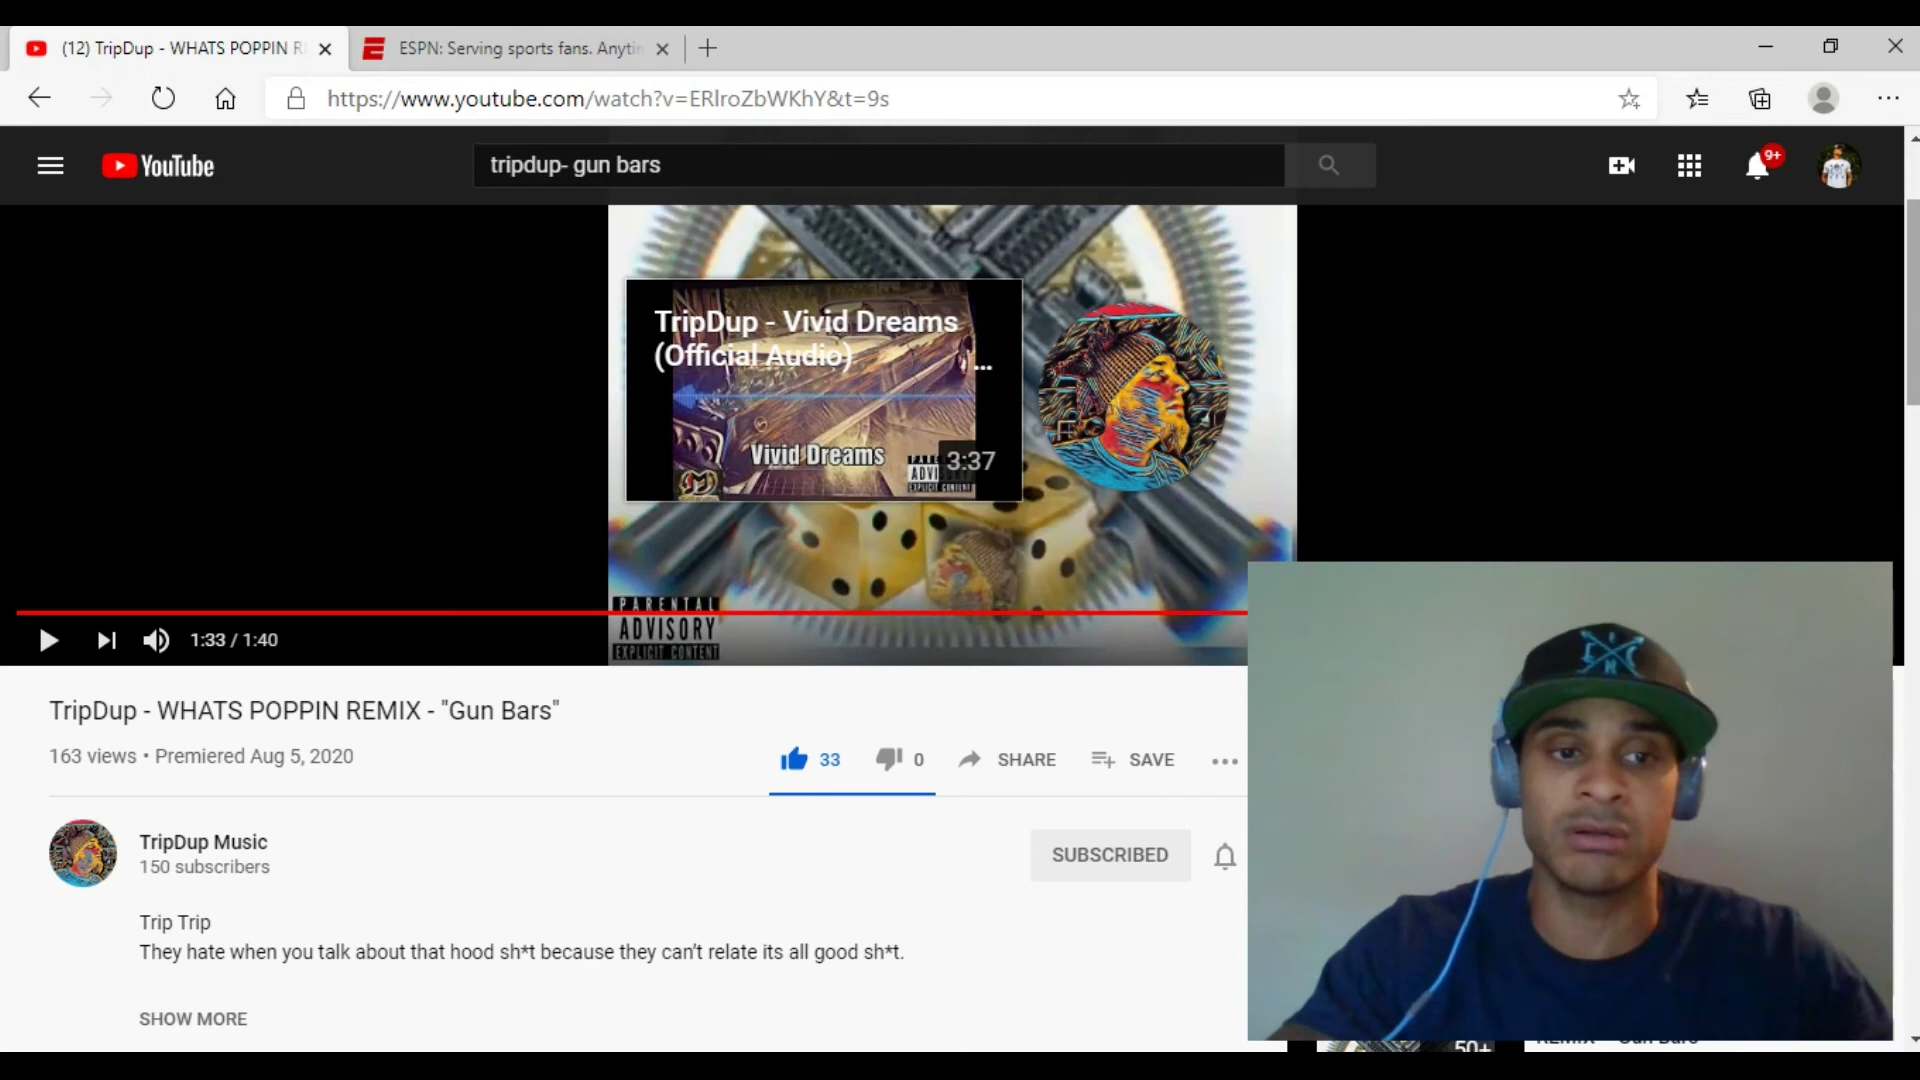 (12) TripDup - WHATS POPPIN R
ESPN: Serving sports fans. Anyti
https://www.youtube.com/watch?v=ERlroZbWKhY&t=9s
YouTube
tripdup- gun bars
9+
TripDup - Vivid Dreams
(Official Audio)
...
Vivid Dreams
3:37
PARENTAL
ADVISORY
EXPLICIT CONTENT
1:33 / 1:40
TripDup - WHATS POPPIN REMIX - "Gun Bars"
163 views • Premiered Aug 5, 2020
33
0
SHARE
SAVE
TripDup Music
150 subscribers
SUBSCRIBED
Trip Trip
They hate when you talk about that hood sh*t because they can't relate its all good sh*t.
SHOW MORE
50+